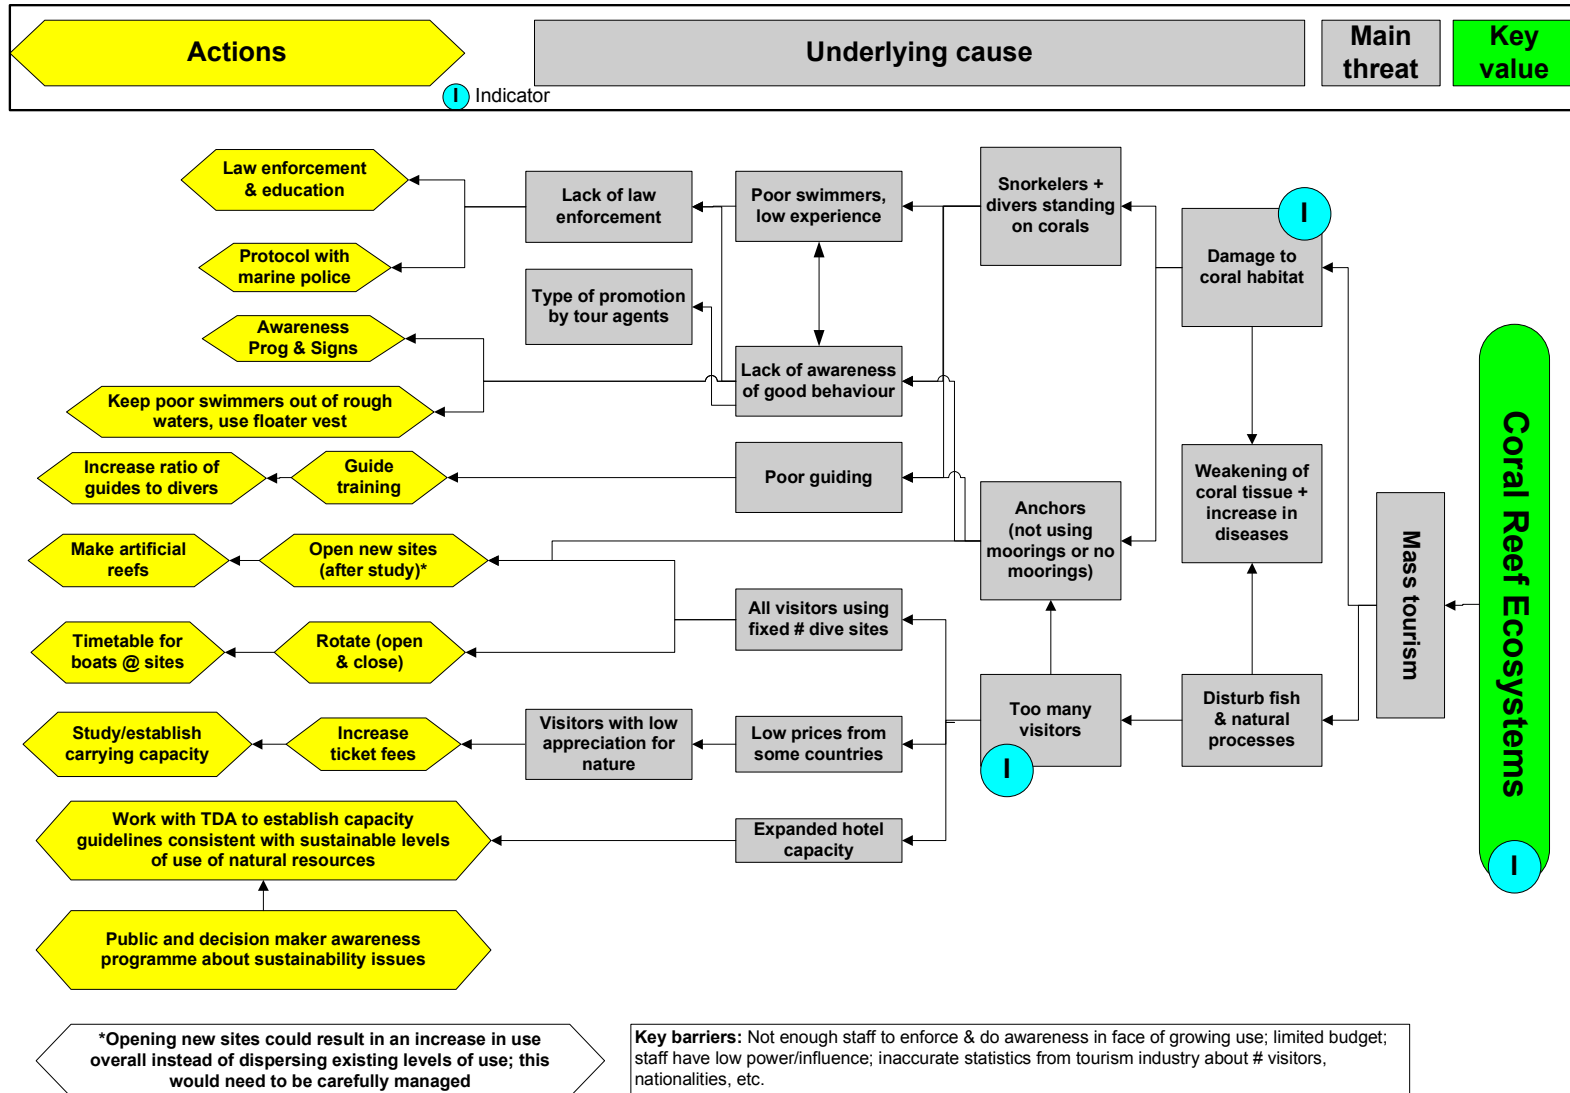 Actions
Underlying cause
Main
threat
Key
value
I Indicator
Law enforcement
& education
Lack of law
enforcement
Poor swimmers,
low experience
Snorkelers +
divers standing
on corals
I
Damage to
coral habitat
Protocol with
marine police
Type of promotion
by tour agents
Awareness
Prog & Signs
Lack of awareness
of good behaviour
Keep poor swimmers out of rough
waters, use floater vest
Increase ratio of
guides to divers
Guide
training
Poor guiding
Anchors
(not using
moorings or no
moorings)
Weakening of
coral tissue +
increase in
diseases
Mass tourism
Coral Reef Ecosystems
I
Make artificial
reefs
Open new sites
(after study)*
All visitors using
fixed # dive sites
Timetable for
boats @ sites
Rotate (open
& close)
Too many
visitors
I
Disturb fish
& natural
processes
Study/establish
carrying capacity
Increase
ticket fees
Visitors with low
appreciation for
nature
Low prices from
some countries
Work with TDA to establish capacity
guidelines consistent with sustainable levels
of use of natural resources
Expanded hotel
capacity
Public and decision maker awareness
programme about sustainability issues
*Opening new sites could result in an increase in use
overall instead of dispersing existing levels of use; this
would need to be carefully managed
Key barriers: Not enough staff to enforce & do awareness in face of growing use; limited budget;
staff have low power/influence; inaccurate statistics from tourism industry about # visitors,
nationalities, etc.